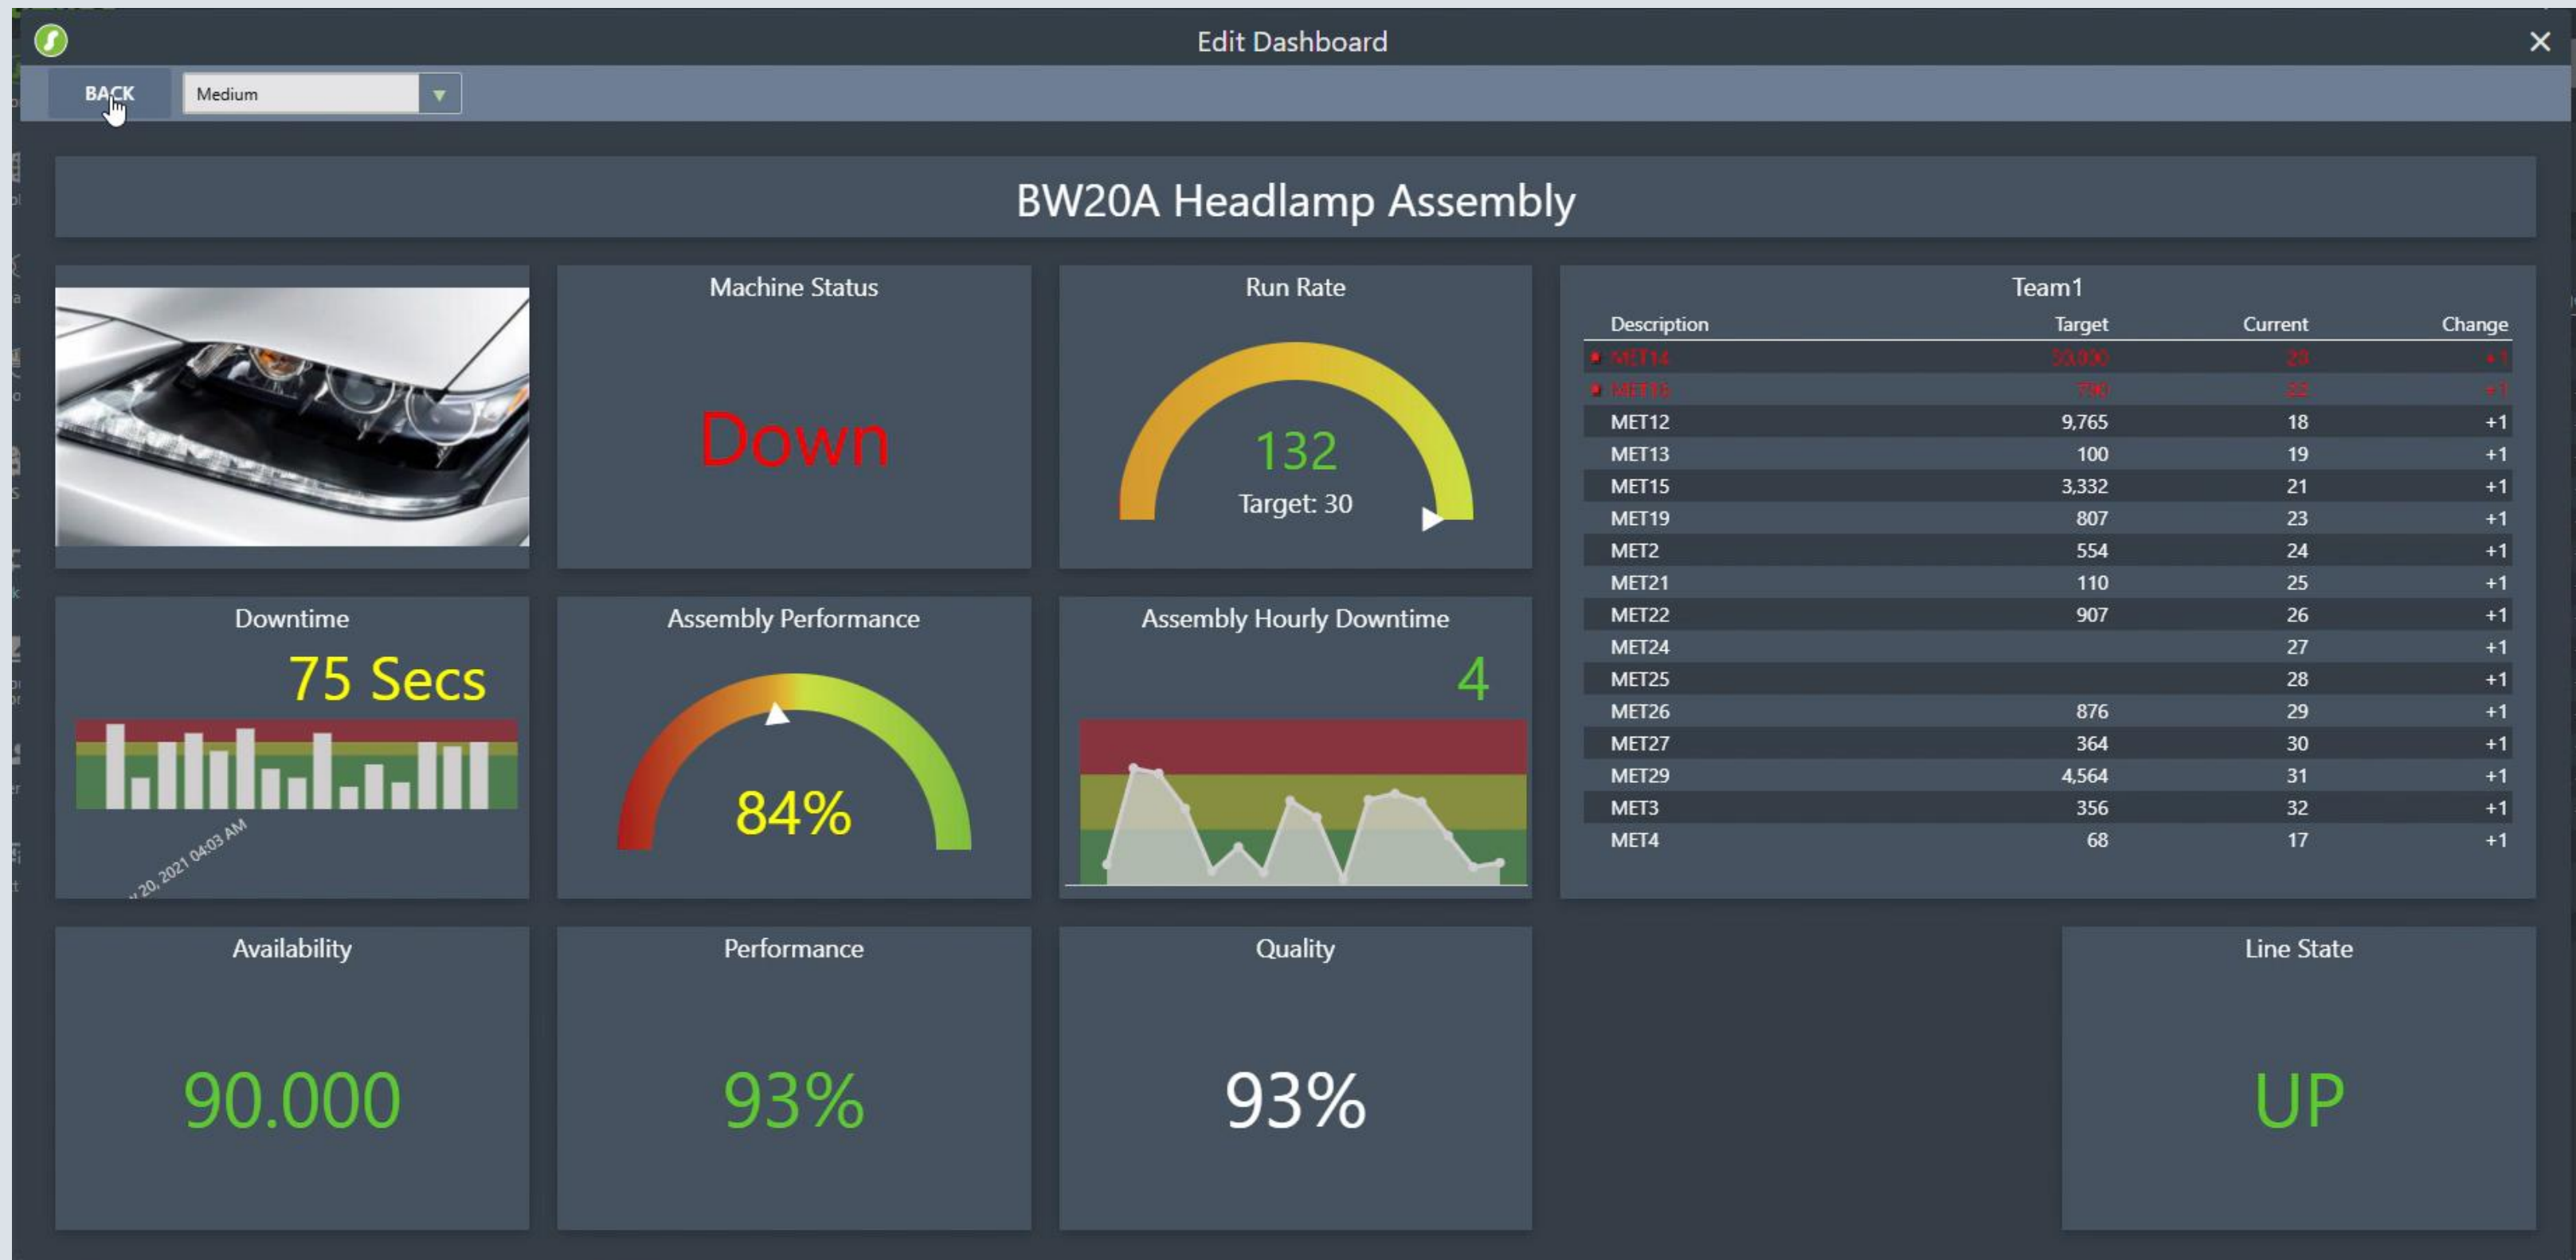 Edit Dashboard
BACK
Medium
BW20A Headlamp Assembly
Machine Status
Down
Run Rate
132
Target: 30
Team1
Description Target Current Change
MET14 +1
+1
MET12 9,765 18 +1
MET13 100 19 +1
MET15 3,332 21 +1
MET19 807 23 +1
MET2 554 24 +1
MET21 110 25 +1
MET22 907 26 +1
MET24 27 +1
MET25 28 +1
MET26 876 29 +1
MET27 364 30 +1
MET29 4,564 31 +1
MET3 356 32 +1
MET4 68 17 +1
Downtime
75 Secs
20, 2021 04:03 AM
Assembly Performance
84%
Assembly Hourly Downtime
4
Availability
90.000
Performance
93%
Quality
93%
Line State
UP